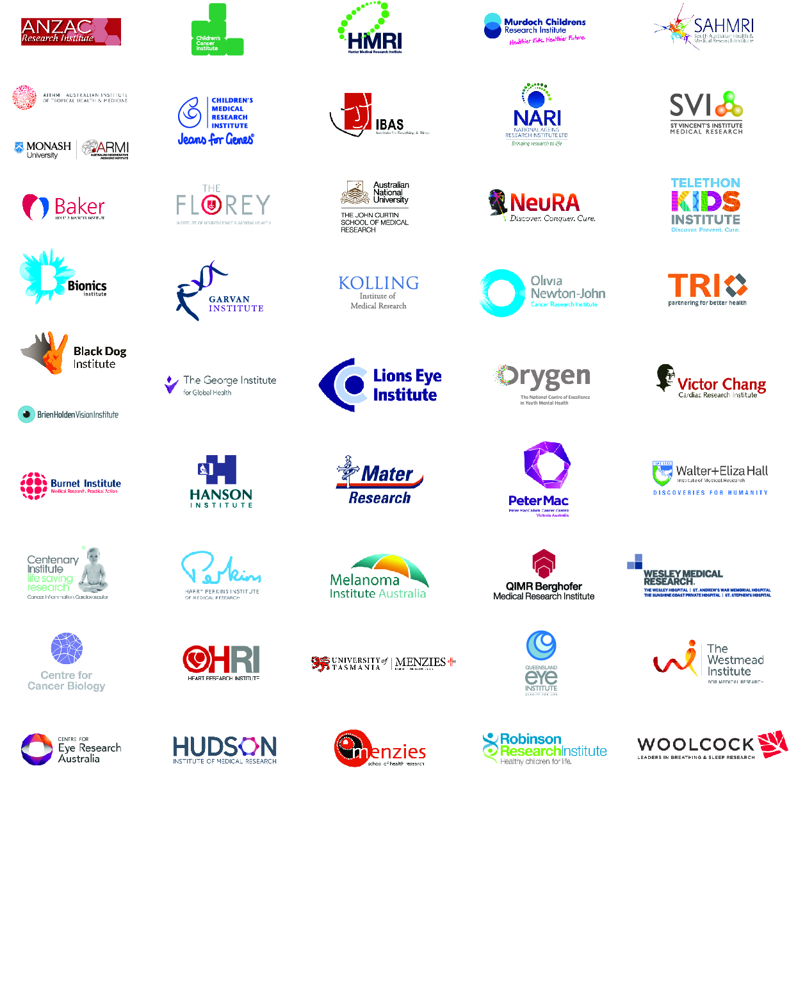 ANZAC
Research Institute
Children's
Cancer
Institute
HMRI
Hunter Medical Research Institute
Murdoch Childrens
Research Institute
Healthier Kids. Healthier Future.
SAHMRI
South Australian Health &
Medical Research Institute
AITHM AUSTRALIAN INSTITUTE
OF TROPICAL HEALTH & MEDICINE
MONASH
University
ARMI
AUSTRALIAN REGENERATIVE
MEDICINE INSTITUTE
CHILDREN'S
MEDICAL
RESEARCH
INSTITUTE
Jeans for Genes®
IBAS
Institute for Breathing & Sleep
NARI
NATIONAL AGEING
RESEARCH INSTITUTE LTD
Bringing research to life
SVI
ST VINCENT'S INSTITUTE
MEDICAL RESEARCH
Baker
HEART & DIABETES INSTITUTE
THE
FLOREY
INSTITUTE OF NEUROSCIENCE & MENTAL HEALTH
Australian
National
University
THE JOHN CURTIN
SCHOOL OF MEDICAL
RESEARCH
NeuRA
Discover. Conquer. Cure.
TELETHON
KIDS
INSTITUTE
Discover. Prevent. Cure.
Bionics
Institute
GARVAN
INSTITUTE
KOLLING
Institute of
Medical Research
Olivia
Newton-John
Cancer Research Institute
TRI
partnering for better health
Black Dog
Institute
BrienHoldenVisionInstitute
The George Institute
for Global Health
Lions Eye
Institute
Orygen
The National Centre of Excellence
in Youth Mental Health
Victor Chang
Cardiac Research Institute
Burnet Institute
Medical Research. Practical Action.
HANSON
INSTITUTE
Mater
Research
Peter Mac
Peter MacCallum Cancer Centre
Victoria Australia
Walter+Eliza Hall
Institute of Medical Research
DISCOVERIES FOR HUMANITY
Centenary
Institute
life saving
research
Cancer. Inflammation. Cardiovascular.
Perkins
HARRY PERKINS INSTITUTE
OF MEDICAL RESEARCH
Melanoma
Institute Australia
QIMR Berghofer
Medical Research Institute
WESLEY MEDICAL
RESEARCH.
THE WESLEY HOSPITAL | ST. ANDREW'S WAR MEMORIAL HOSPITAL
THE SUNSHINE COAST PRIVATE HOSPITAL | ST. STEPHEN'S HOSPITAL
Centre for
Cancer Biology
HRI
HEART RESEARCH INSTITUTE
UNIVERSITY of
TASMANIA
MENZIES
Institute for Medical Research
QUEENSLAND
eye
INSTITUTE
CLARITY FOR LIFE
The
Westmead
Institute
FOR MEDICAL RESEARCH
CENTRE FOR
Eye Research
Australia
HUDSON
INSTITUTE OF MEDICAL RESEARCH
menzies
school of health research
Robinson
ResearchInstitute
Healthy children for life.
WOOLCOCK
LEADERS IN BREATHING & SLEEP RESEARCH